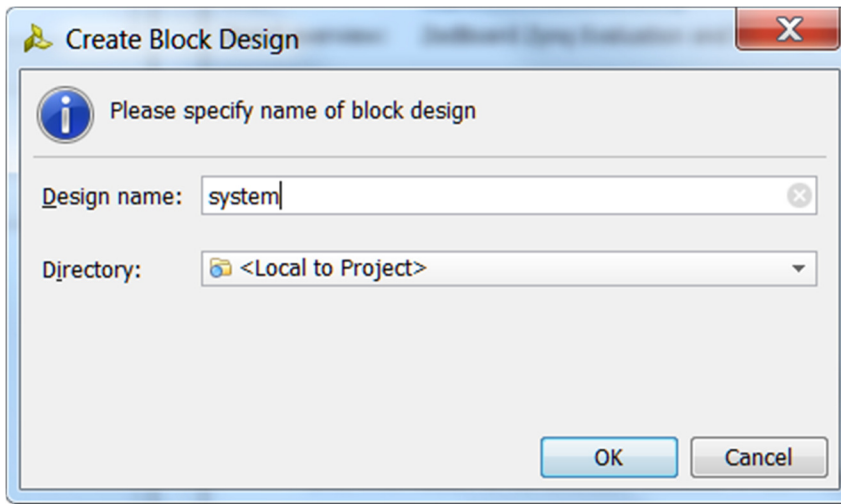 Create Block Design
Please specify name of block design
Design name: system
Directory: <Local to Project>
OK Cancel